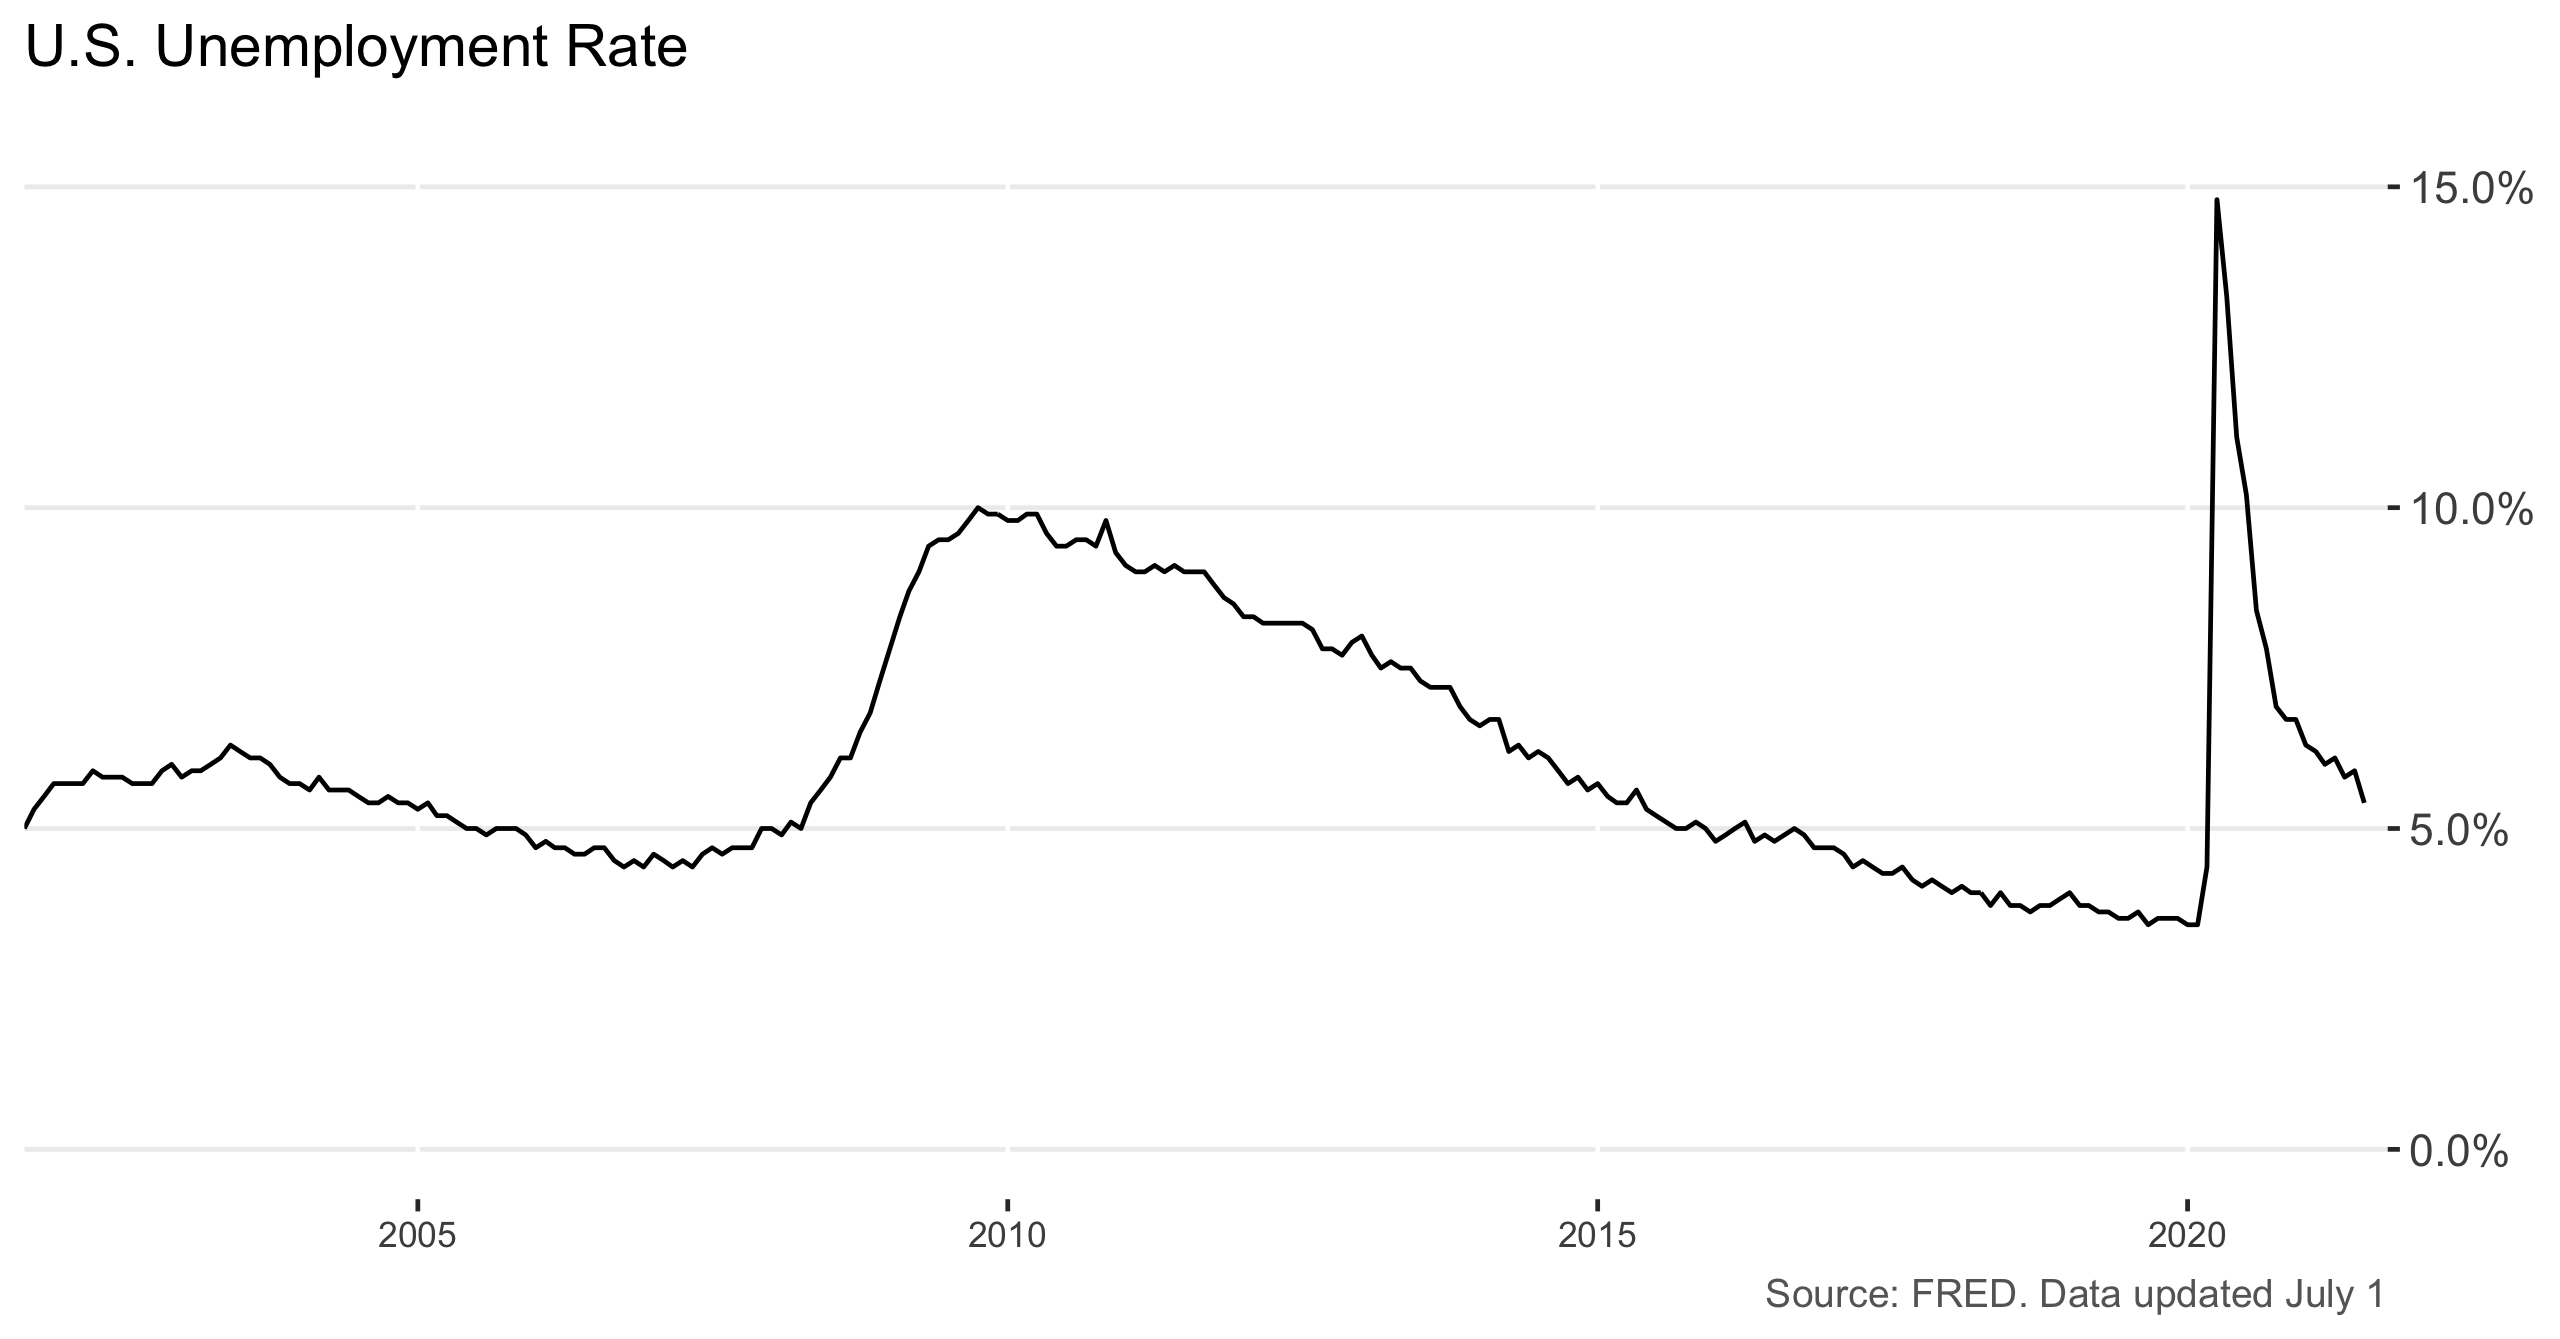 U.S. Unemployment Rate
15.0%
10.0%
5.0%
0.0%
2005 2010 2015 2020
Source: FRED. Data updated July 1